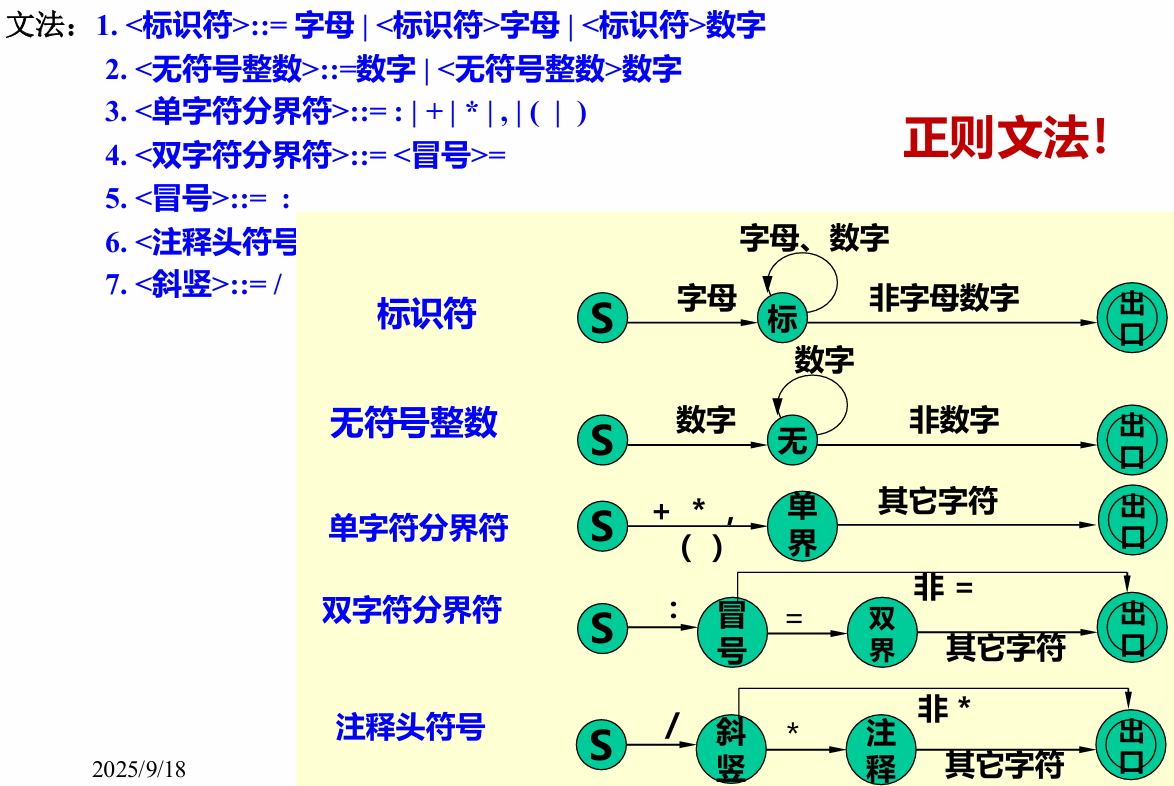 文法：1. <标识符>::= 字母 | <标识符>字母 | <标识符>数字
2. <无符号整数>::=数字 | <无符号整数>数字
3. <单字符分界符>::= : | + | * | , | ( | )
4. <双字符分界符>::= <冒号>=
5. <冒号>::= :
6. <注释头符号
7. <斜竖>::= /
正则文法！
字母、数字
标识符 S 字母 标 非字母数字 出口
数字
无符号整数 S 数字 无 非数字 出口
单字符分界符 S + * , ( ) 单界 其它字符 出口
非 =
双字符分界符 S : 冒号 = 双界 其它字符 出口
非 *
注释头符号 S / 斜竖 * 注释 其它字符 出口
2025/9/18